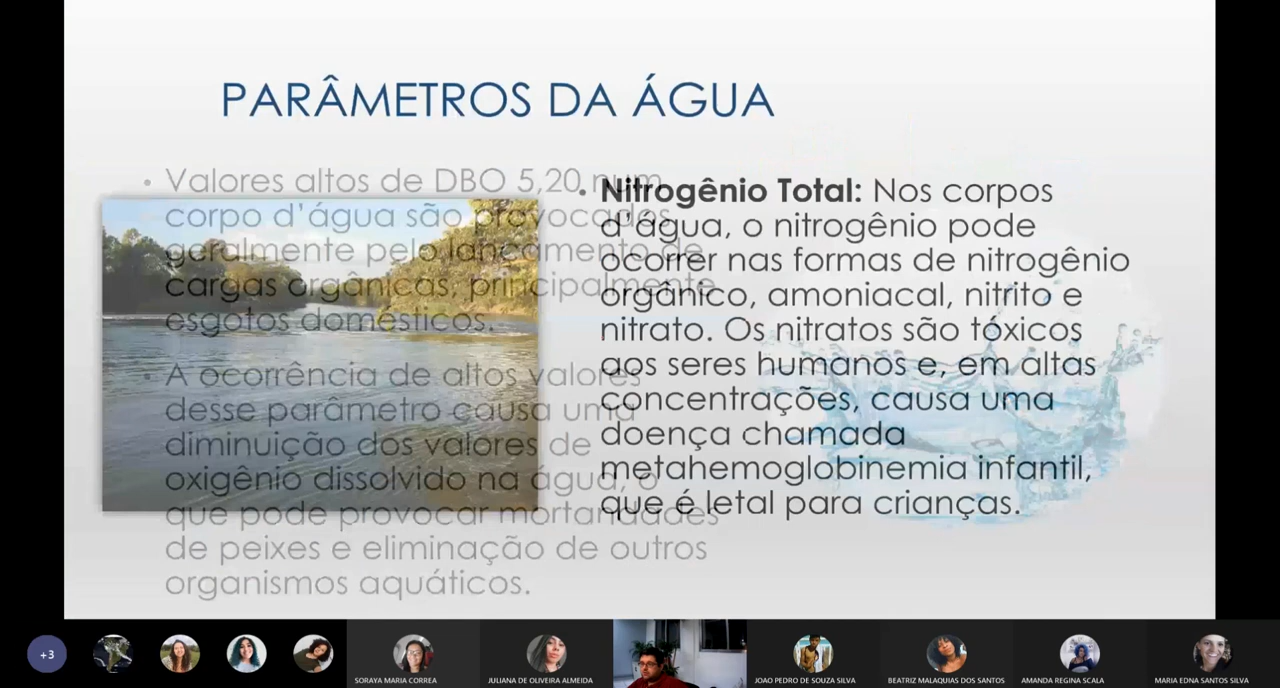 PARÂMETROS DA ÁGUA
• Valores altos de DBO 5,20 num
corpo d'água são provocados
geralmente pelo lançamento de
cargas orgânicas, principalmente
esgotos domésticos.
• A ocorrência de altos valores
desse parâmetro causa uma
diminuição dos valores de
oxigênio dissolvido na água, o
que pode provocar mortandades
de peixes e eliminação de outros
organismos aquáticos.
• Nitrogênio Total: Nos corpos
d'água, o nitrogênio pode
ocorrer nas formas de nitrogênio
orgânico, amoniacal, nitrito e
nitrato. Os nitratos são tóxicos
aos seres humanos e, em altas
concentrações, causa uma
doença chamada
metahemoglobinemia infantil,
que é letal para crianças.
+3
SORAYA MARIA CORREA
JULIANA DE OLIVEIRA ALMEIDA
JOAO PEDRO DE SOUZA SILVA
BEATRIZ MALAQUIAS DOS SANTOS
AMANDA REGINA SCALA
MARIA EDNA SANTOS SILVA